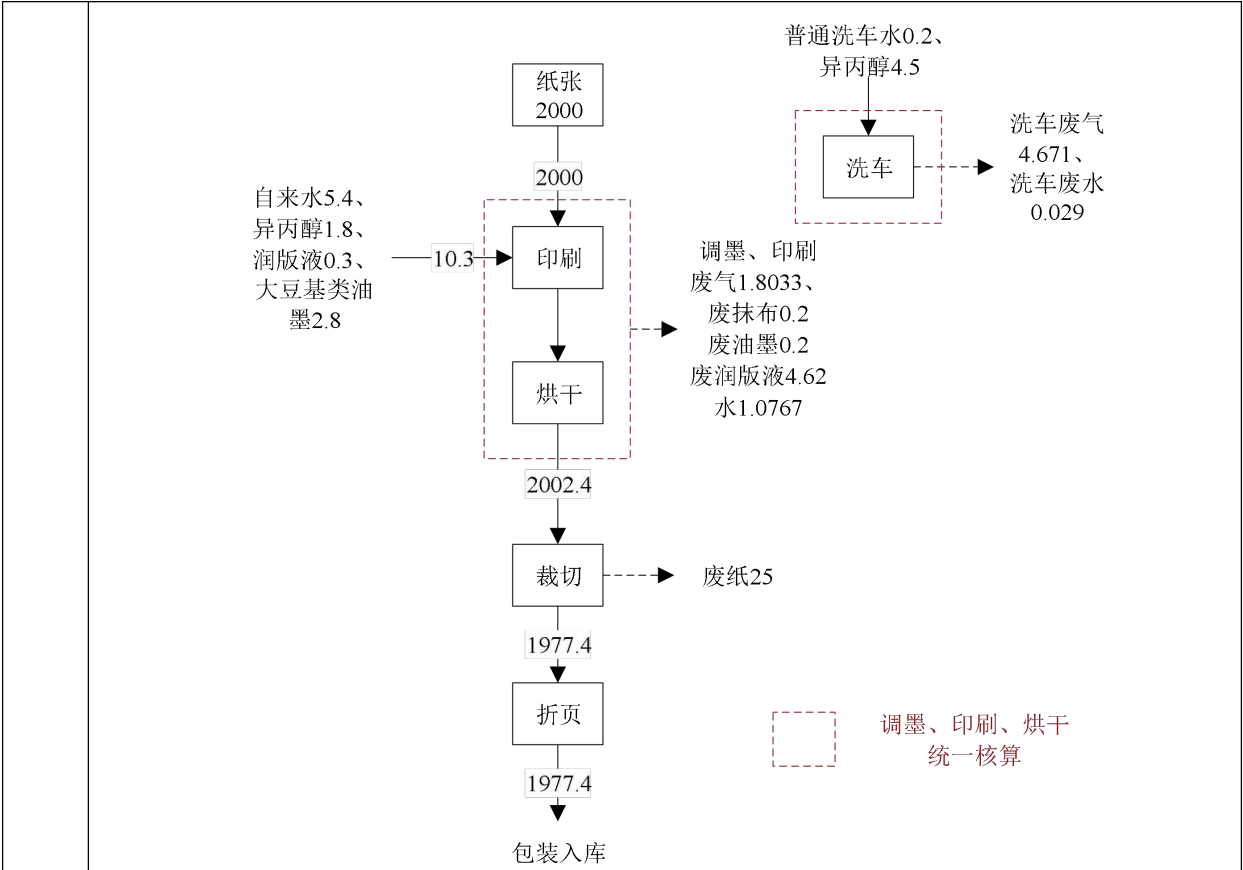 普通洗车水0.2、
异丙醇4.5
纸张
2000
洗车
洗车废气
4.671、
洗车废水
0.029
2000
自来水5.4、
异丙醇1.8、
润版液0.3、
大豆基类油
墨2.8
10.3
印刷
烘干
调墨、印刷
废气1.8033、
废抹布0.2
废油墨0.2
废润版液4.62
水1.0767
2002.4
裁切
废纸25
1977.4
折页
调墨、印刷、烘干
统一核算
1977.4
包装入库